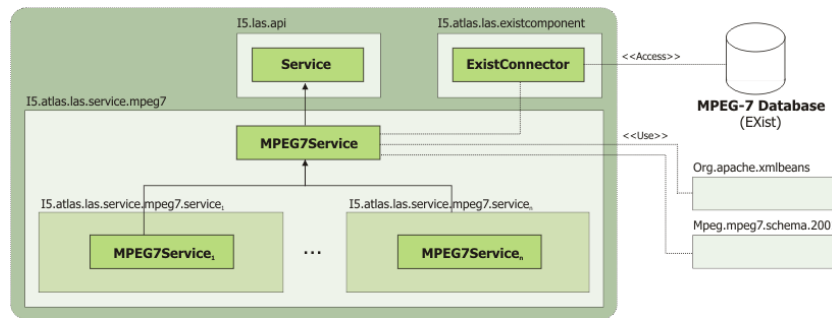 I5.las.api
I5.atlas.las.existcomponent
Service
ExistConnector
<<Access>>
MPEG-7 Database
(EXist)
I5.atlas.las.service.mpeg7
MPEG7Service
<<Use>>
Org.apache.xmlbeans
I5.atlas.las.service.mpeg7.service₁
I5.atlas.las.service.mpeg7.serviceₙ
Mpeg.mpeg7.schema.200
MPEG7Service₁
...
MPEG7Serviceₙ